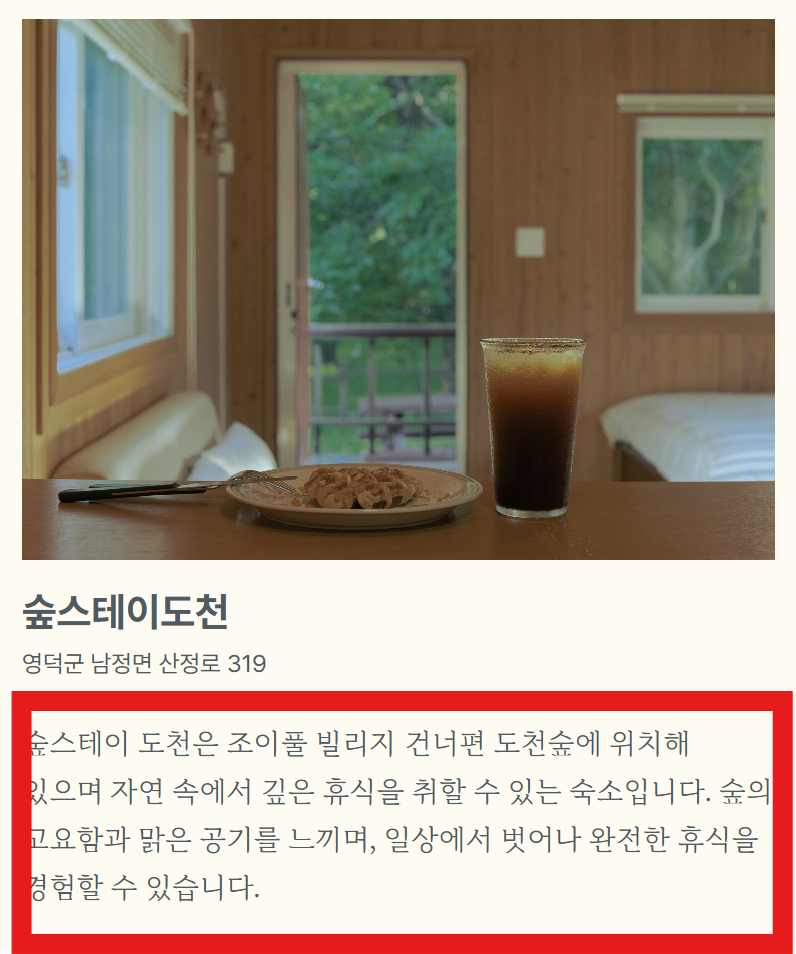 숲스테이도천
영덕군 남정면 산정로 319
숲스테이 도천은 조이풀 빌리지 건너편 도천숲에 위치해
있으며 자연 속에서 깊은 휴식을 취할 수 있는 숙소입니다. 숲의
고요함과 맑은 공기를 느끼며, 일상에서 벗어나 완전한 휴식을
경험할 수 있습니다.